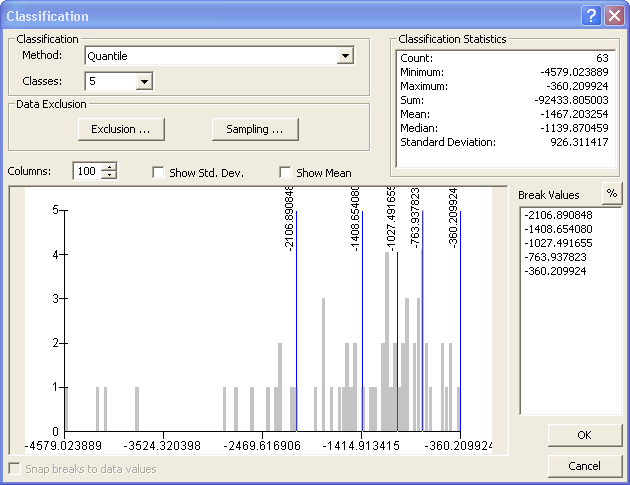 Classification
Classification
Method: Quantile
Classes: 5
Data Exclusion
Exclusion ...
Sampling ...
Columns: 100
Show Std. Dev.
Show Mean
Classification Statistics
Count: 63
Minimum: -4579.023889
Maximum: -360.209924
Sum: -92433.805003
Mean: -1467.203254
Median: -1139.870459
Standard Deviation: 926.311417
-2106.890848
-1408.654080
-1027.491655
-763.937823
-360.209924
5
4
3
2
1
0
-4579.023889
-3524.320398
-2469.616906
-1414.913415
-360.209924
Break Values
%
-2106.890848
-1408.654080
-1027.491655
-763.937823
-360.209924
Snap breaks to data values
OK
Cancel